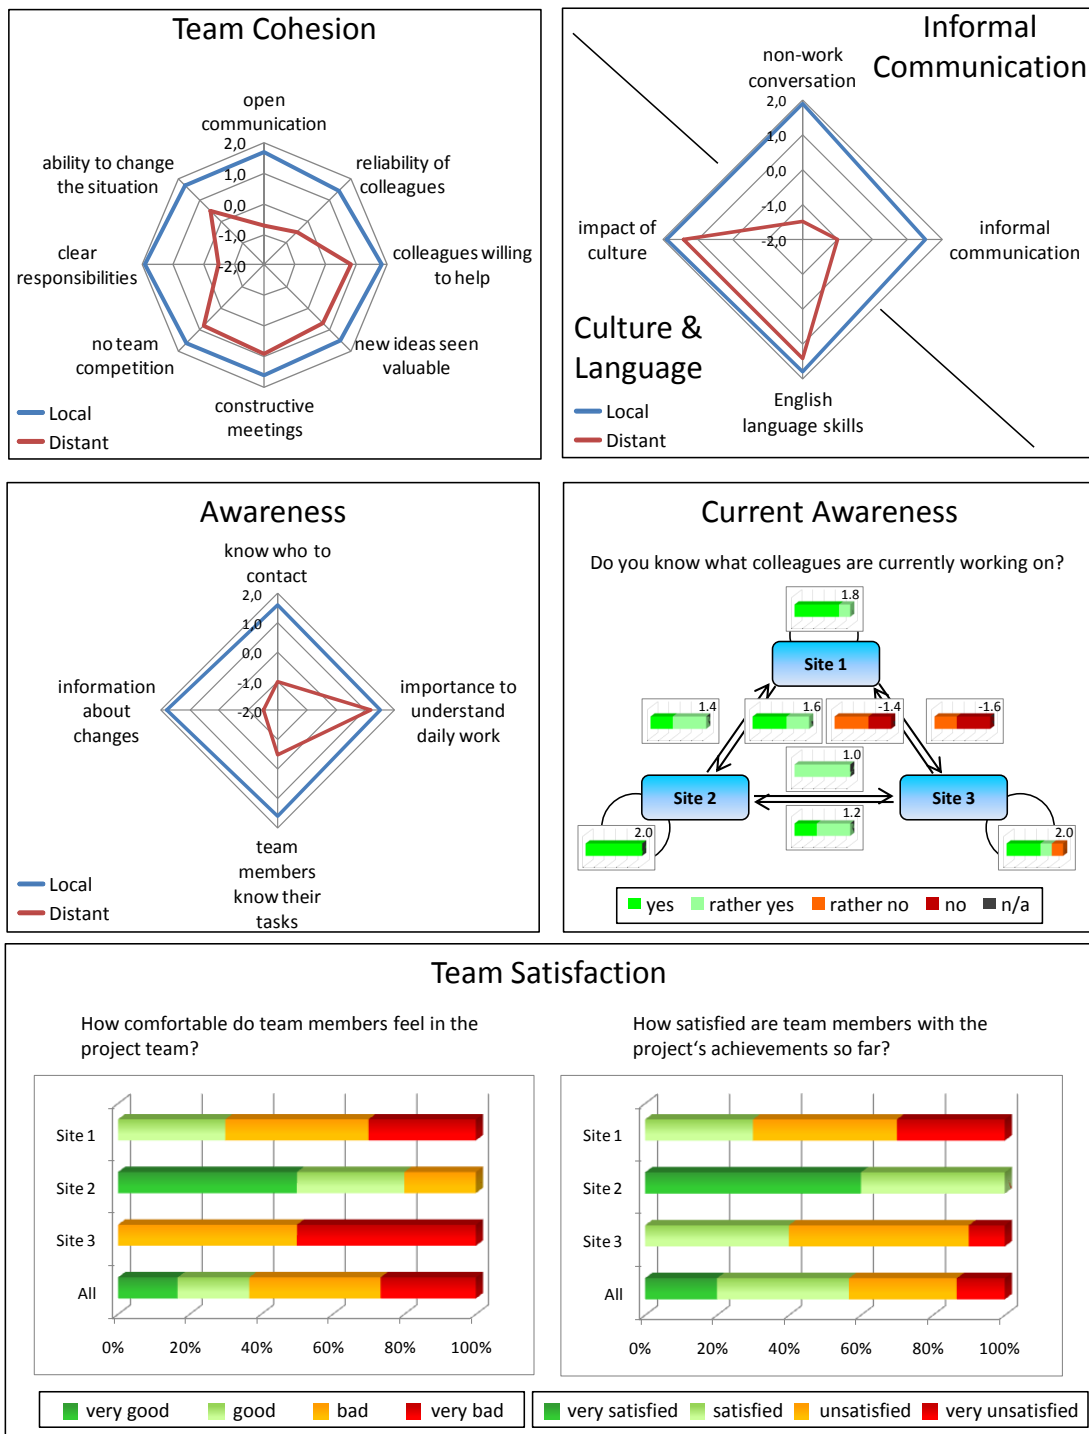 Team Cohesion
open
communication
2,0
1,0
0,0
-1,0
-2,0
ability to change
the situation
reliability of
colleagues
clear
responsibilities
colleagues willing
to help
no team
competition
new ideas seen
valuable
constructive
meetings
Local
Distant
Informal
Communication
non-work
conversation
2,0
1,0
0,0
-1,0
-2,0
impact of
culture
informal
communication
Culture &
Language
English
language skills
Local
Distant
Awareness
know who to
contact
2,0
1,0
0,0
-1,0
-2,0
information
about
changes
importance to
understand
daily work
team
members
know their
tasks
Local
Distant
Current Awareness
Do you know what colleagues are currently working on?
1.8
Site 1
1.4
1.6
-1.4
-1.6
1.0
Site 2
Site 3
1.2
2.0
2.0
yes
rather yes
rather no
no
n/a
Team Satisfaction
How comfortable do team members feel in the
project team?
Site 1
Site 2
Site 3
All
0% 20% 40% 60% 80% 100%
very good good bad very bad
How satisfied are team members with the
project‘s achievements so far?
Site 1
Site 2
Site 3
All
0% 20% 40% 60% 80% 100%
very satisfied satisfied unsatisfied very unsatisfied